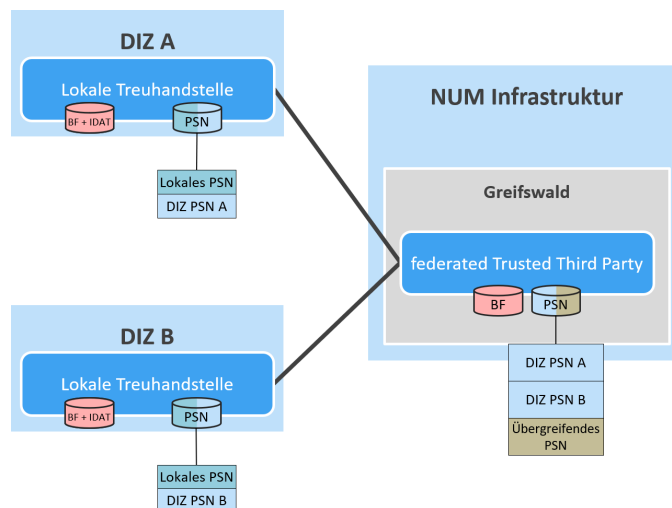 DIZ A
Lokale Treuhandstelle
BF + IDAT
PSN
Lokales PSN
DIZ PSN A
DIZ B
Lokale Treuhandstelle
BF + IDAT
PSN
Lokales PSN
DIZ PSN B
NUM Infrastruktur
Greifswald
federated Trusted Third Party
BF
PSN
DIZ PSN A
DIZ PSN B
Übergreifendes
PSN